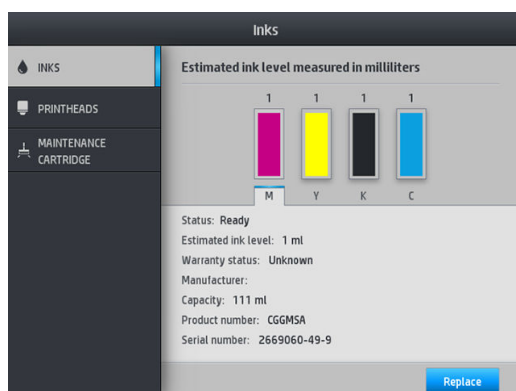 Inks
INKS
PRINTHEADS
MAINTENANCE
CARTRIDGE
Estimated ink level measured in milliliters
1 1 1 1
M Y K C
Status: Ready
Estimated ink level: 1 ml
Warranty status: Unknown
Manufacturer:
Capacity: 111 ml
Product number: CGGMSA
Serial number: 2669060-49-9
Replace